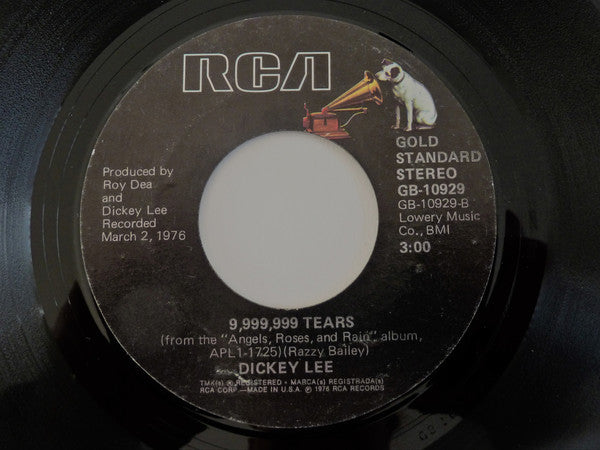 RCA
GOLD
STANDARD
STEREO
GB-10929
GB-10929-B
Lowery Music
Co., BMI
3:00
Produced by
Roy Dea
and
Dickey Lee
Recorded
March 2, 1976
9,999,999 TEARS
(from the "Angels, Roses, and Rain" album,
APL1-1725)(Razzy Bailey)
DICKEY LEE
TMK(s) ® REGISTERED • MARCA(s) REGISTRADA(s)
RCA CORP.—MADE IN U.S.A. ℗ 1976 RCA RECORDS